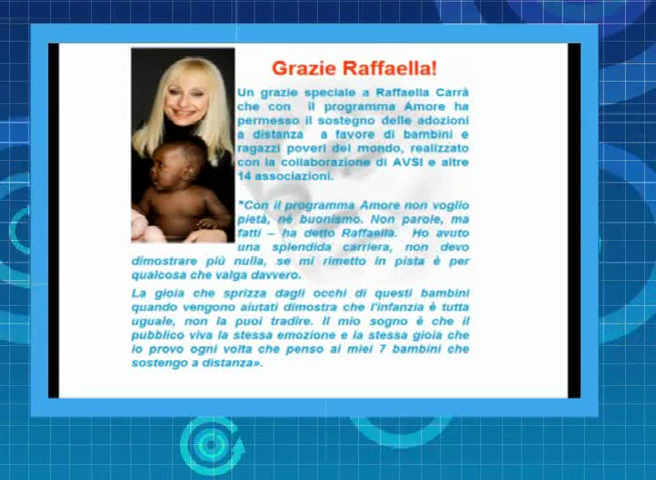 Grazie Raffaella!
Un grazie speciale a Raffaella Carrà
che con il programma Amore ha
permesso il sostegno delle adozioni
a distanza a favore di bambini e
ragazzi poveri del mondo, realizzato
con la collaborazione di AVSI e altre
14 associazioni.
"Con il programma Amore non voglio
pietà, né buonismo. Non parole, ma
fatti – ha detto Raffaella. Ho avuto
una splendida carriera, non devo
dimostrare più nulla, se mi rimetto in pista è per
qualcosa che valga davvero.
La gioia che sprizza dagli occhi di questi bambini
quando vengono aiutati dimostra che l'infanzia è tutta
uguale, non la puoi tradire. Il mio sogno è che il
pubblico viva la stessa emozione e la stessa gioia che
io provo ogni volta che penso ai miei 7 bambini che
sostengo a distanza».